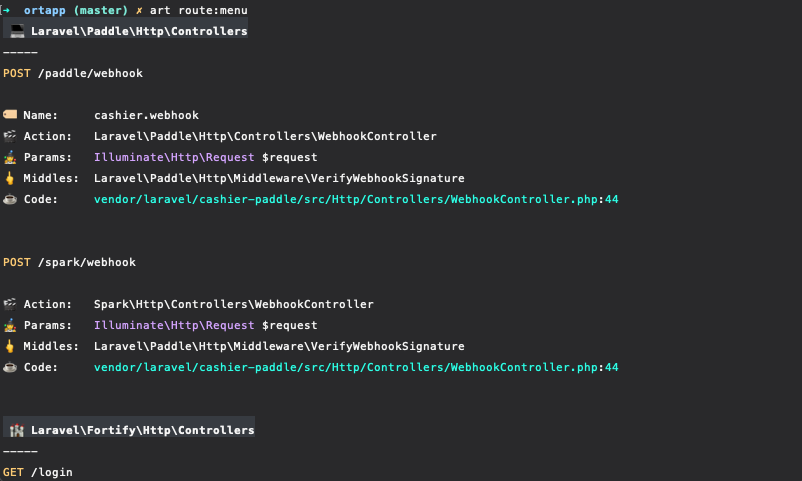 ➜ ortapp (master) ✗ art route:menu
Laravel\Paddle\Http\Controllers
-----
POST /paddle/webhook
Name: cashier.webhook
Action: Laravel\Paddle\Http\Controllers\WebhookController
Params: Illuminate\Http\Request $request
Middles: Laravel\Paddle\Http\Middleware\VerifyWebhookSignature
Code: vendor/laravel/cashier-paddle/src/Http/Controllers/WebhookController.php:44
POST /spark/webhook
Action: Spark\Http\Controllers\WebhookController
Params: Illuminate\Http\Request $request
Middles: Laravel\Paddle\Http\Middleware\VerifyWebhookSignature
Code: vendor/laravel/cashier-paddle/src/Http/Controllers/WebhookController.php:44
Laravel\Fortify\Http\Controllers
-----
GET /login